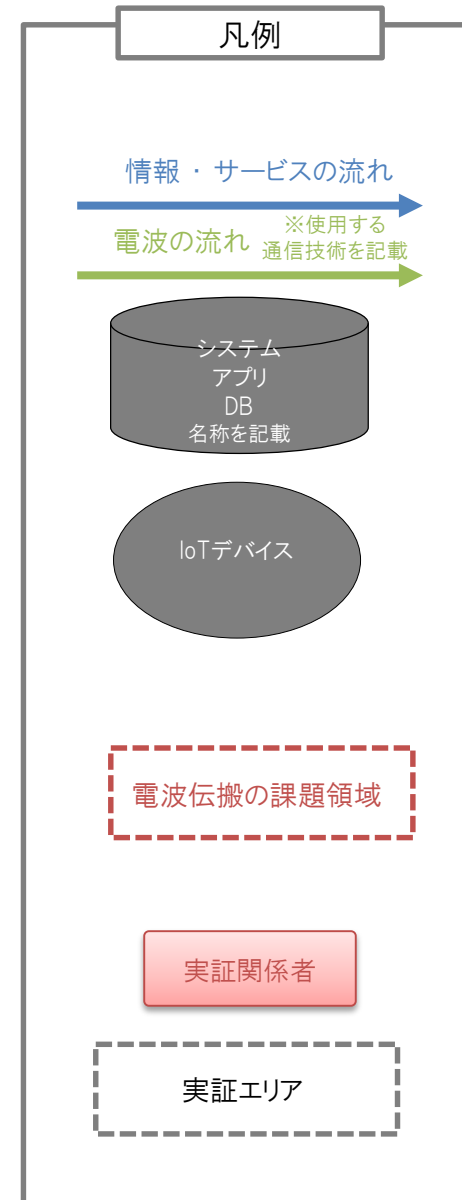 凡例
情報・サービスの流れ
電波の流れ
※使用する
通信技術を記載
システム
アプリ
DB
名称を記載
IoTデバイス
電波伝搬の課題領域
実証関係者
実証エリア